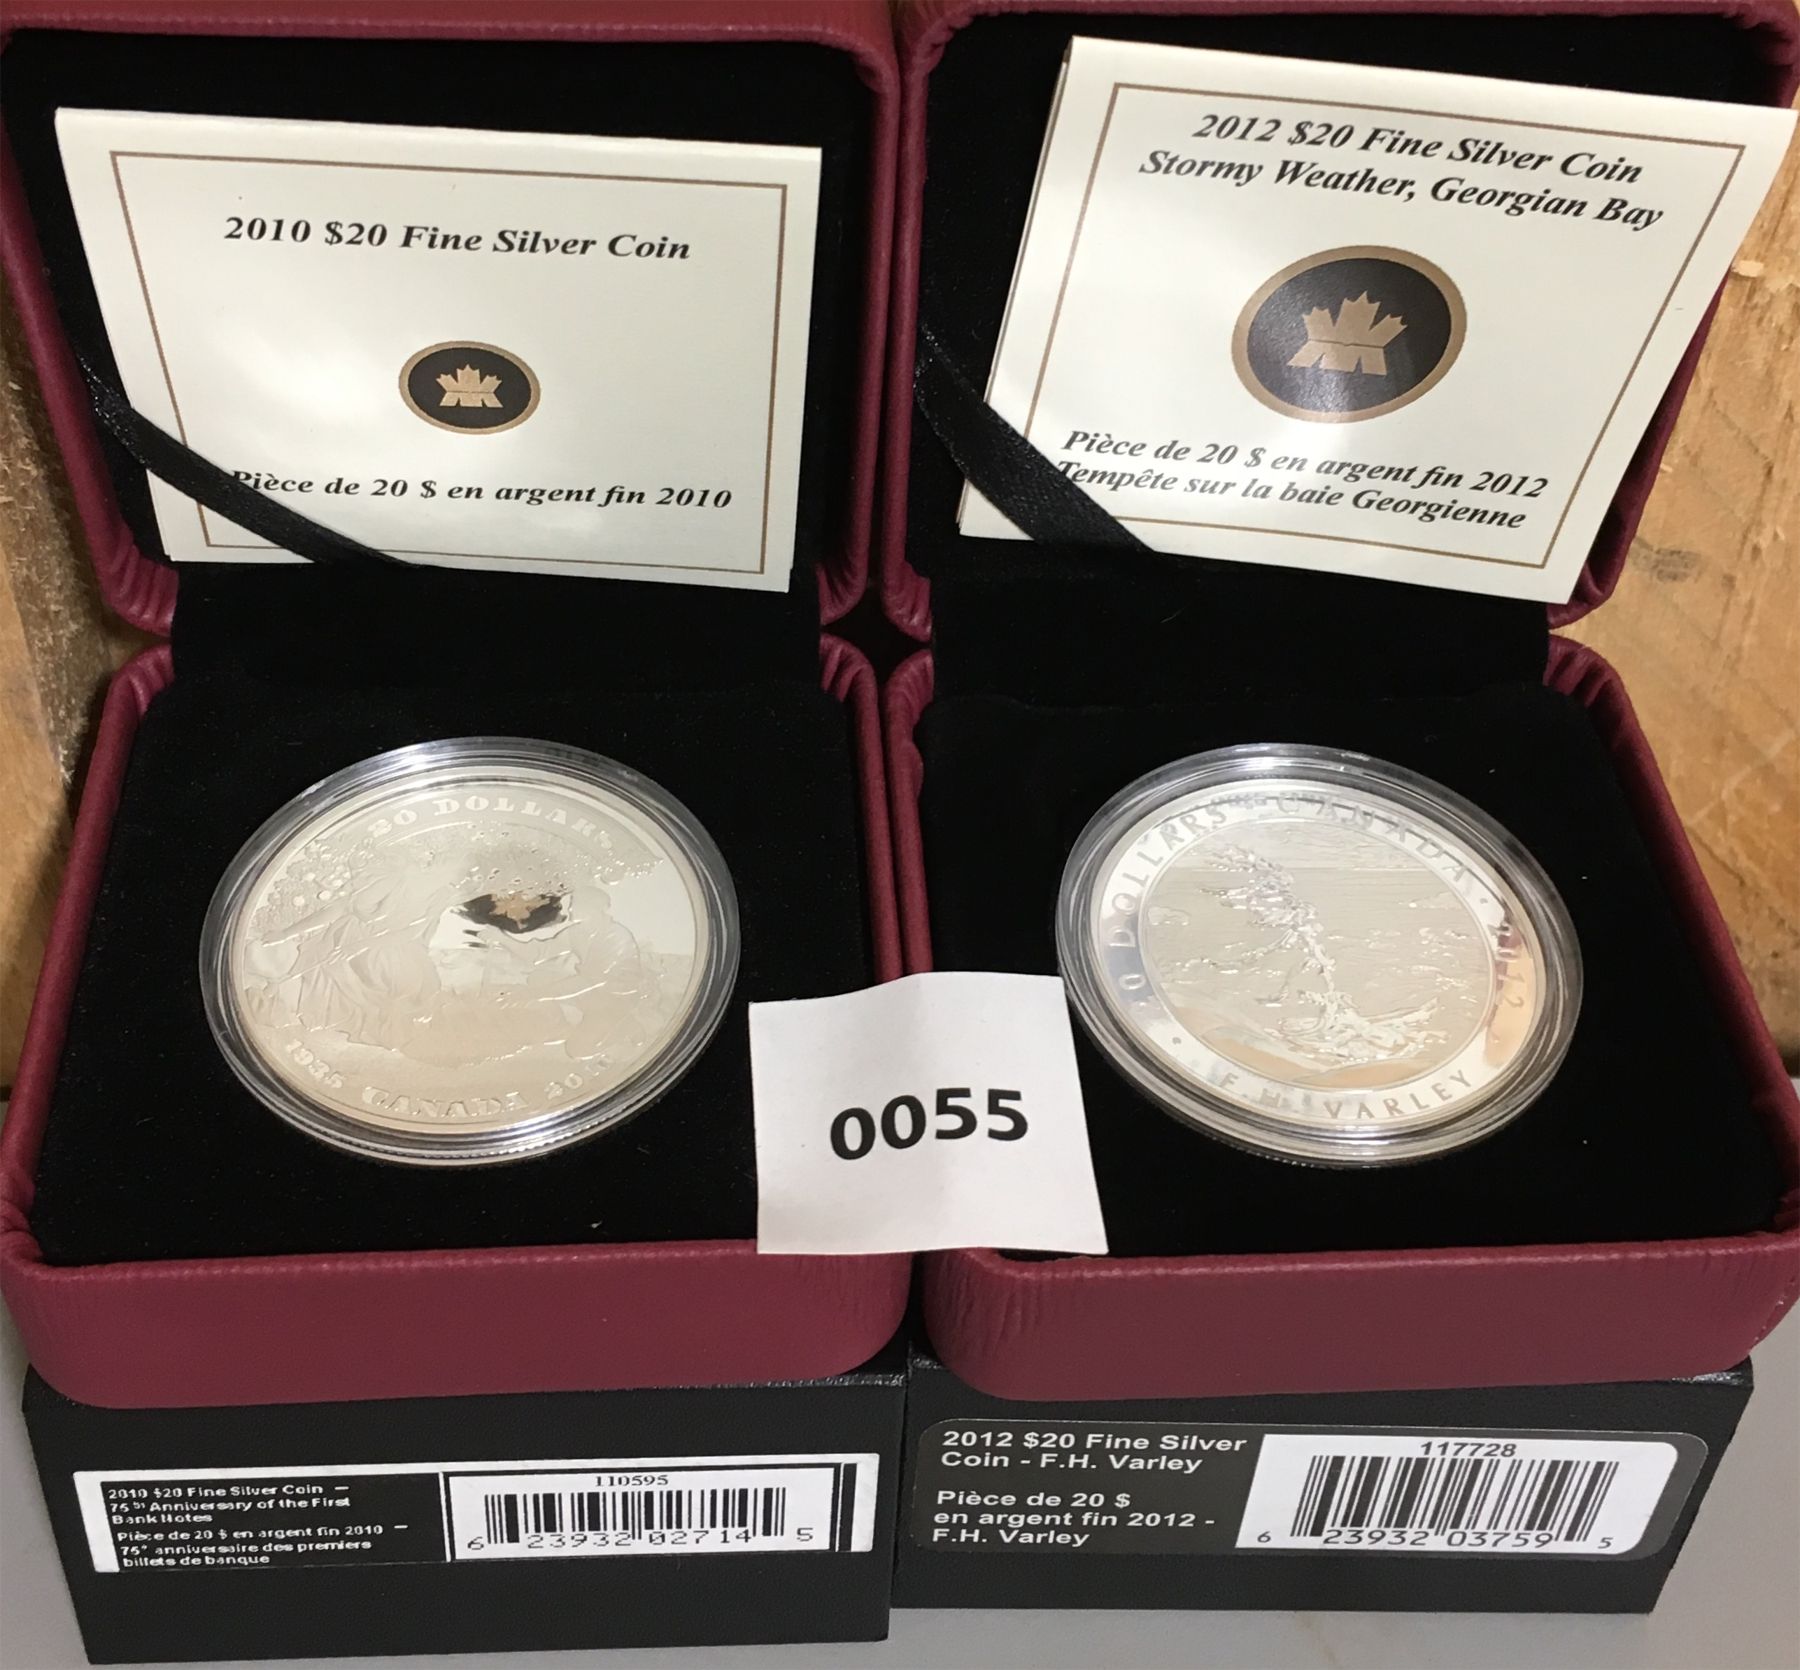 2010 $20 Fine Silver Coin
Pièce de 20 $ en argent fin 2010
2012 $20 Fine Silver Coin
Stormy Weather, Georgian Bay
Pièce de 20 $ en argent fin 2012
Tempête sur la baie Georgienne
20 DOLLARS
1935 CANADA 2010
20 DOLLARS CANADA 2012
F.H. VARLEY
0055
2010 $20 Fine Silver Coin –
75th Anniversary of the First
Bank Notes
Pièce de 20 $ en argent fin 2010 –
75e anniversaire des premiers
billets de banque
110595
6 23932 02714 5
2012 $20 Fine Silver
Coin - F.H. Varley
Pièce de 20 $
en argent fin 2012 -
F.H. Varley
117728
6 23932 03759 5